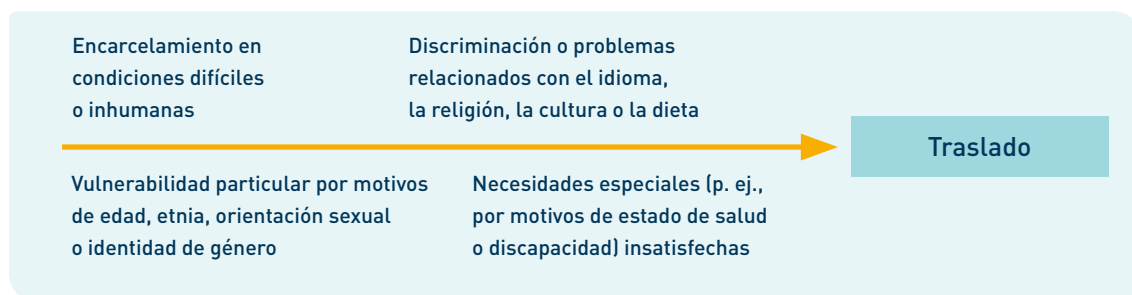 Encarcelamiento en
condiciones difíciles
o inhumanas
Discriminación o problemas
relacionados con el idioma,
la religión, la cultura o la dieta
Traslado
Vulnerabilidad particular por motivos
de edad, etnia, orientación sexual
o identidad de género
Necesidades especiales (p. ej.,
por motivos de estado de salud
o discapacidad) insatisfechas